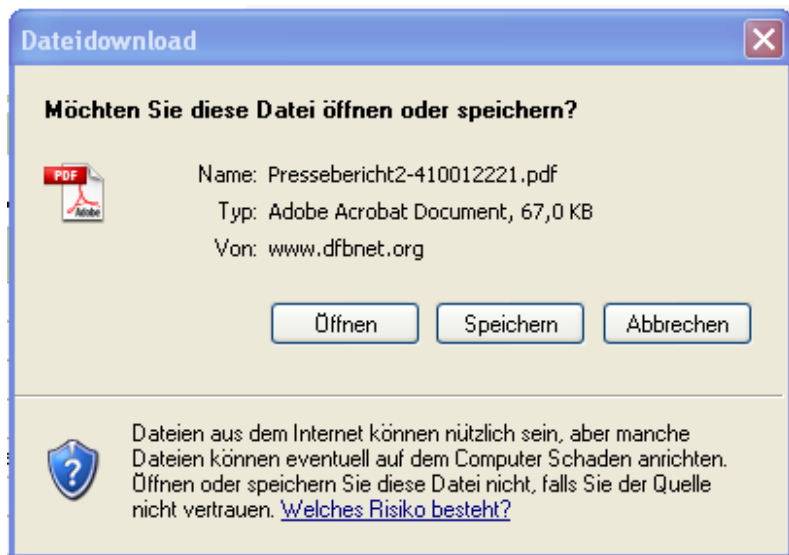 Dateidownload
Möchten Sie diese Datei öffnen oder speichern?
PDF
Adobe
Name: Pressebericht2-410012221.pdf
Typ: Adobe Acrobat Document, 67,0 KB
Von: www.dfbnet.org
Öffnen Speichern Abbrechen
Dateien aus dem Internet können nützlich sein, aber manche
Dateien können eventuell auf dem Computer Schaden anrichten.
Öffnen oder speichern Sie diese Datei nicht, falls Sie der Quelle
nicht vertrauen. Welches Risiko besteht?